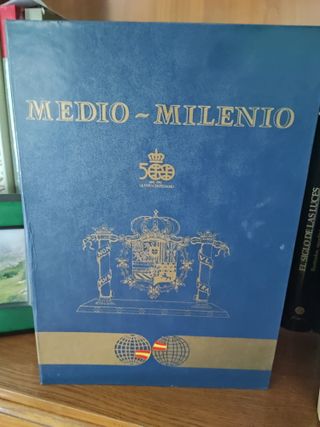 MEDIO - MILENIO
500
EL SIGLO DE LAS LUCES